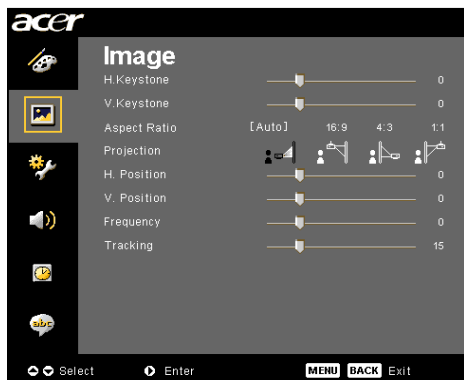 acer
Image
H.Keystone 0
V.Keystone 0
Aspect Ratio [Auto] 16:9 4:3 1:1
Projection
H. Position 0
V. Position 0
Frequency 0
Tracking 15
abc
Select Enter MENU BACK Exit